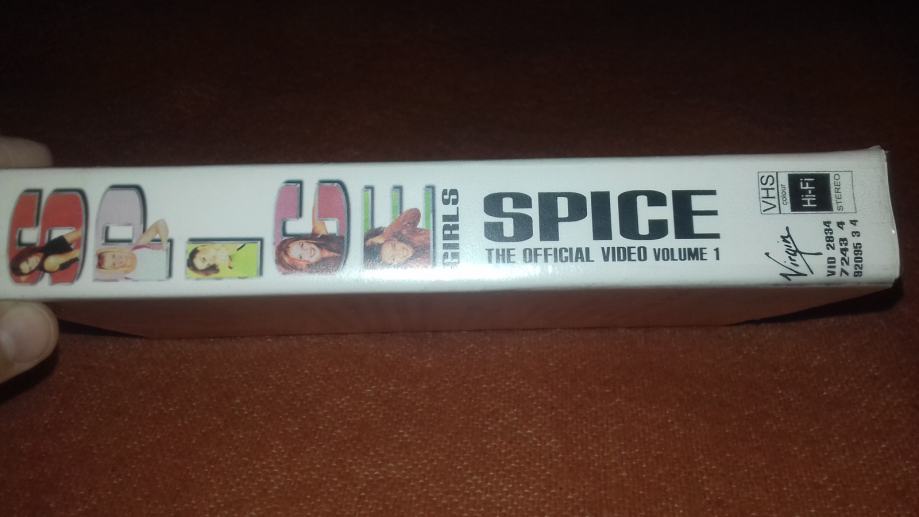 SPICE
GIRLS
SPICE
THE OFFICIAL VIDEO VOLUME 1
VHS
colour
Hi-Fi
STEREO
Virgin
VID 2834
7243 4
92095 3 4